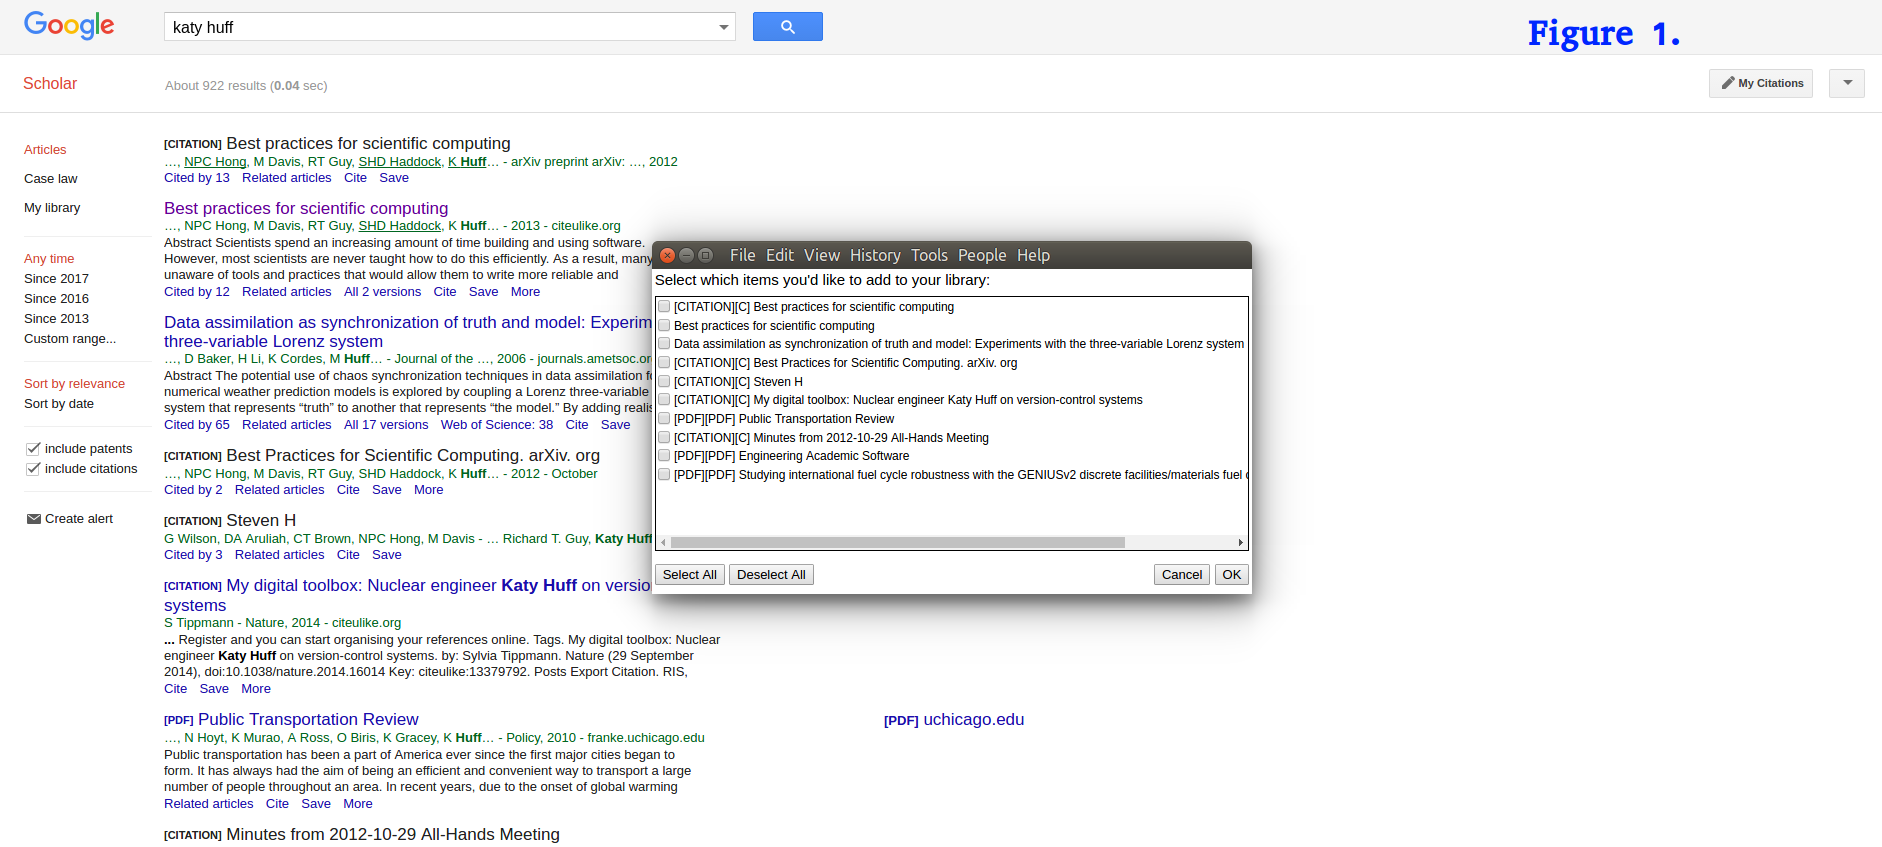 Google
katy huff
Figure 1.
Scholar
About 922 results (0.04 sec)
My Citations
Articles
Case law
My library
Any time
Since 2017
Since 2016
Since 2013
Custom range...
Sort by relevance
Sort by date
include patents
include citations
Create alert
[CITATION] Best practices for scientific computing
…, NPC Hong, M Davis, RT Guy, SHD Haddock, K Huff… - arXiv preprint arXiv: …, 2012
Cited by 13 Related articles Cite Save
Best practices for scientific computing
…, NPC Hong, M Davis, RT Guy, SHD Haddock, K Huff… - 2013 - citeulike.org
Abstract Scientists spend an increasing amount of time building and using software.
However, most scientists are never taught how to do this efficiently. As a result, many
unaware of tools and practices that would allow them to write more reliable and
Cited by 12 Related articles All 2 versions Cite Save More
Data assimilation as synchronization of truth and model: Experim
three-variable Lorenz system
…, D Baker, H Li, K Cordes, M Huff… - Journal of the …, 2006 - journals.ametsoc.or
Abstract The potential use of chaos synchronization techniques in data assimilation f
numerical weather prediction models is explored by coupling a Lorenz three-variable
system that represents “truth” to another that represents “the model.” By adding realis
Cited by 65 Related articles All 17 versions Web of Science: 38 Cite Save
[CITATION] Best Practices for Scientific Computing. arXiv. org
…, NPC Hong, M Davis, RT Guy, SHD Haddock, K Huff… - 2012 - October
Cited by 2 Related articles Cite Save More
[CITATION] Steven H
G Wilson, DA Aruliah, CT Brown, NPC Hong, M Davis - … Richard T. Guy, Katy Huff
Cited by 3 Related articles Cite Save
[CITATION] My digital toolbox: Nuclear engineer Katy Huff on versio
systems
S Tippmann - Nature, 2014 - citeulike.org
... Register and you can start organising your references online. Tags. My digital toolbox: Nuclear
engineer Katy Huff on version-control systems. by: Sylvia Tippmann. Nature (29 September
2014), doi:10.1038/nature.2014.16014 Key: citeulike:13379792. Posts Export Citation. RIS,
Cite Save More
[PDF] Public Transportation Review
…, N Hoyt, K Murao, A Ross, O Biris, K Gracey, K Huff… - Policy, 2010 - franke.uchicago.edu
Public transportation has been a part of America ever since the first major cities began to
form. It has always had the aim of being an efficient and convenient way to transport a large
number of people throughout an area. In recent years, due to the onset of global warming
Related articles Cite Save More
[PDF] uchicago.edu
[CITATION] Minutes from 2012-10-29 All-Hands Meeting
File Edit View History Tools People Help
Select which items you'd like to add to your library:
[CITATION][C] Best practices for scientific computing
Best practices for scientific computing
Data assimilation as synchronization of truth and model: Experiments with the three-variable Lorenz system
[CITATION][C] Best Practices for Scientific Computing. arXiv. org
[CITATION][C] Steven H
[CITATION][C] My digital toolbox: Nuclear engineer Katy Huff on version-control systems
[PDF][PDF] Public Transportation Review
[CITATION][C] Minutes from 2012-10-29 All-Hands Meeting
[PDF][PDF] Engineering Academic Software
[PDF][PDF] Studying international fuel cycle robustness with the GENIUSv2 discrete facilities/materials fuel
Select All Deselect All Cancel OK